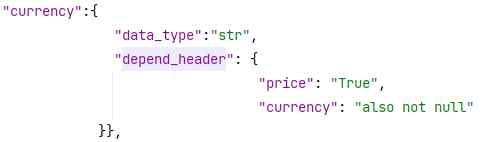 "currency":{
"data_type":"str",
"depend_header": {
"price": "True",
"currency": "also not null"
}},